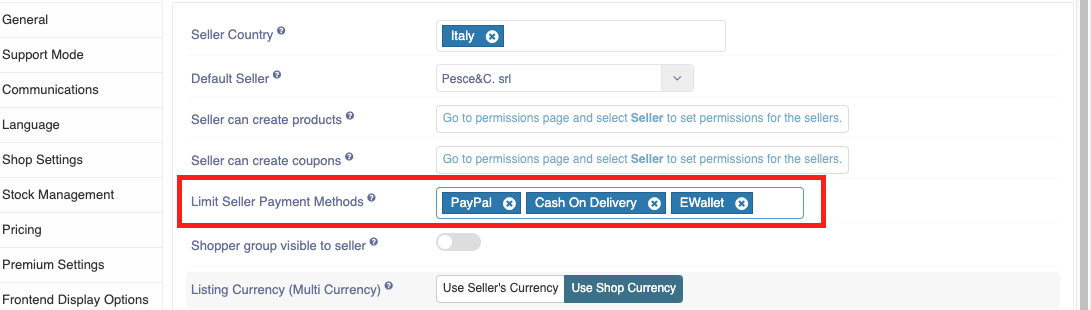 General
Support Mode
Communications
Language
Shop Settings
Stock Management
Pricing
Premium Settings
Frontend Display Options
Seller Country
Italy
Default Seller
Pesce&C. srl
Seller can create products
Go to permissions page and select Seller to set permissions for the sellers.
Seller can create coupons
Go to permissions page and select Seller to set permissions for the sellers.
Limit Seller Payment Methods
PayPal Cash On Delivery EWallet
Shopper group visible to seller
Listing Currency (Multi Currency)
Use Seller's Currency Use Shop Currency